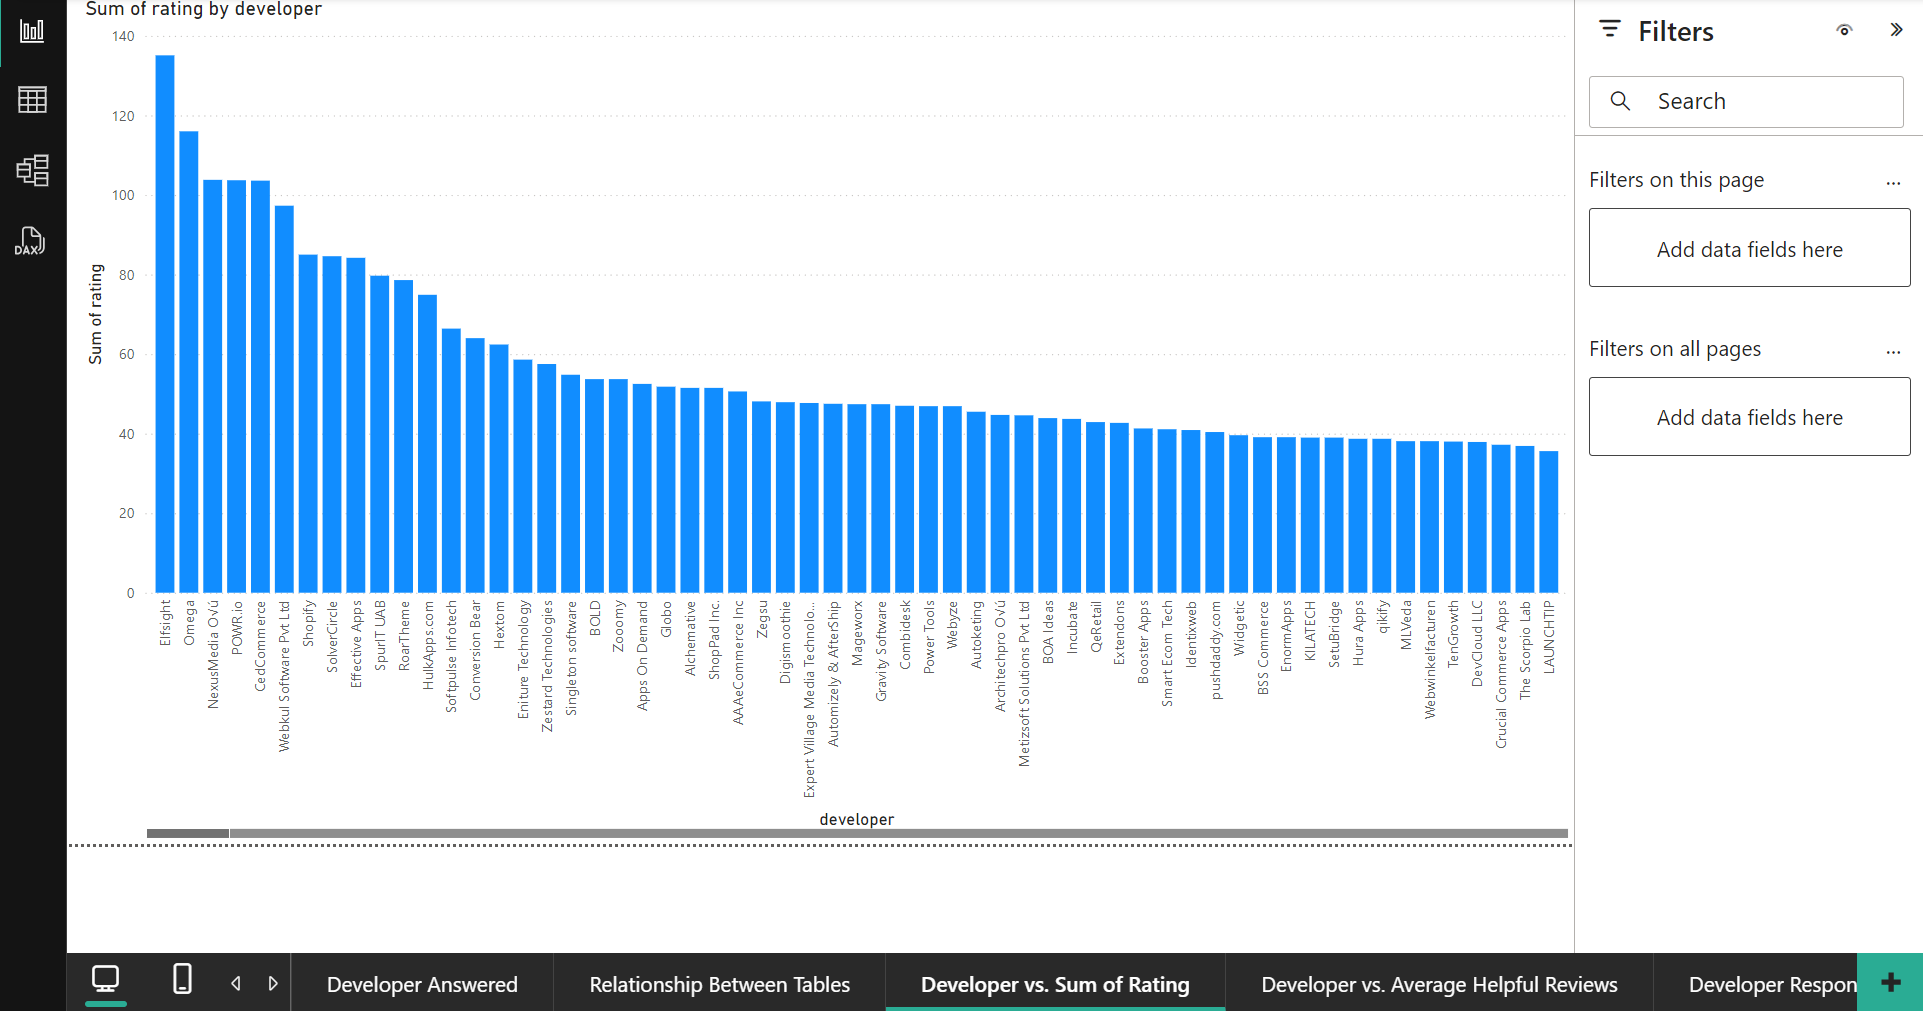 Sum of rating by developer
140
120
100
80
60
40
20
0
Sum of rating
Elfsight
Omega
NexusMedia OvÚ
POWR.io
CedCommerce
Webkul Software Pvt Ltd
Shopify
SolverCircle
Effective Apps
SpurIT UAB
RoarTheme
HulkApps.com
Softpulse Infotech
Conversion Bear
Hextom
Eniture Technology
Zestard Technologies
Singleton software
BOLD
Zooomy
Apps On Demand
Globo
Alchemative
ShopPad Inc.
AAAeCommerce Inc
Zegsu
Digismoothie
Expert Village Media Technolo...
Automizely & AfterShip
Mageworx
Gravity Software
Combidesk
Power Tools
Webyze
Autoketing
Architechpro OvÚ
Metizsoft Solutions Pvt Ltd
BOA Ideas
Incubate
QeRetail
Extendons
Booster Apps
Smart Ecom Tech
Identixweb
pushdaddy.com
Widgetic
BSS Commerce
EnormApps
KILATECH
SetuBridge
Hura Apps
qikify
MLVeda
Webwinkelfacturen
TenGrowth
DevCloud LLC
Crucial Commerce Apps
The Scorpio Lab
LAUNCHTIP
developer
DAX
Filters
Search
Filters on this page
Add data fields here
Filters on all pages
Add data fields here
Developer Answered
Relationship Between Tables
Developer vs. Sum of Rating
Developer vs. Average Helpful Reviews
Developer Respon